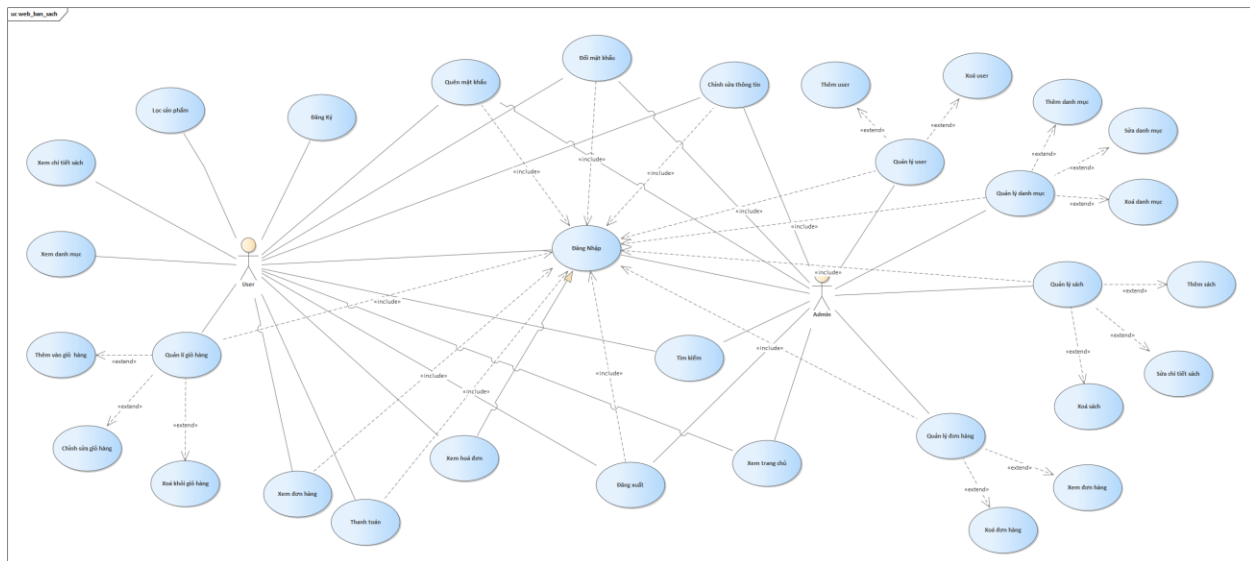 uc web_ban_sach
Quên mật khẩu
Đổi mật khẩu
Chỉnh sửa thông tin
Thêm user
Xoá user
Lọc sản phẩm
Đăng Ký
Thêm danh mục
Sửa danh mục
Xem chi tiết sách
Quản lý user
Quản lý danh mục
Xoá danh mục
«extend»
«extend»
«extend»
«extend»
«extend»
«include»
«include»
«include»
«include»
«include»
Xem danh mục
User
Đăng Nhập
Admin
«include»
Quản lý sách
Thêm sách
«extend»
«include»
Thêm vào giỏ hàng
Quản lí giỏ hàng
«extend»
Tìm kiếm
«include»
«extend»
«extend»
Sửa chi tiết sách
Xoá sách
«include»
«include»
«include»
«extend»
«extend»
Chỉnh sửa giỏ hàng
Xoá khỏi giỏ hàng
Xem hoá đơn
Xem trang chủ
Quản lý đơn hàng
«extend»
«extend»
Xem đơn hàng
Thanh toán
Đăng xuất
Xem đơn hàng
Xoá đơn hàng